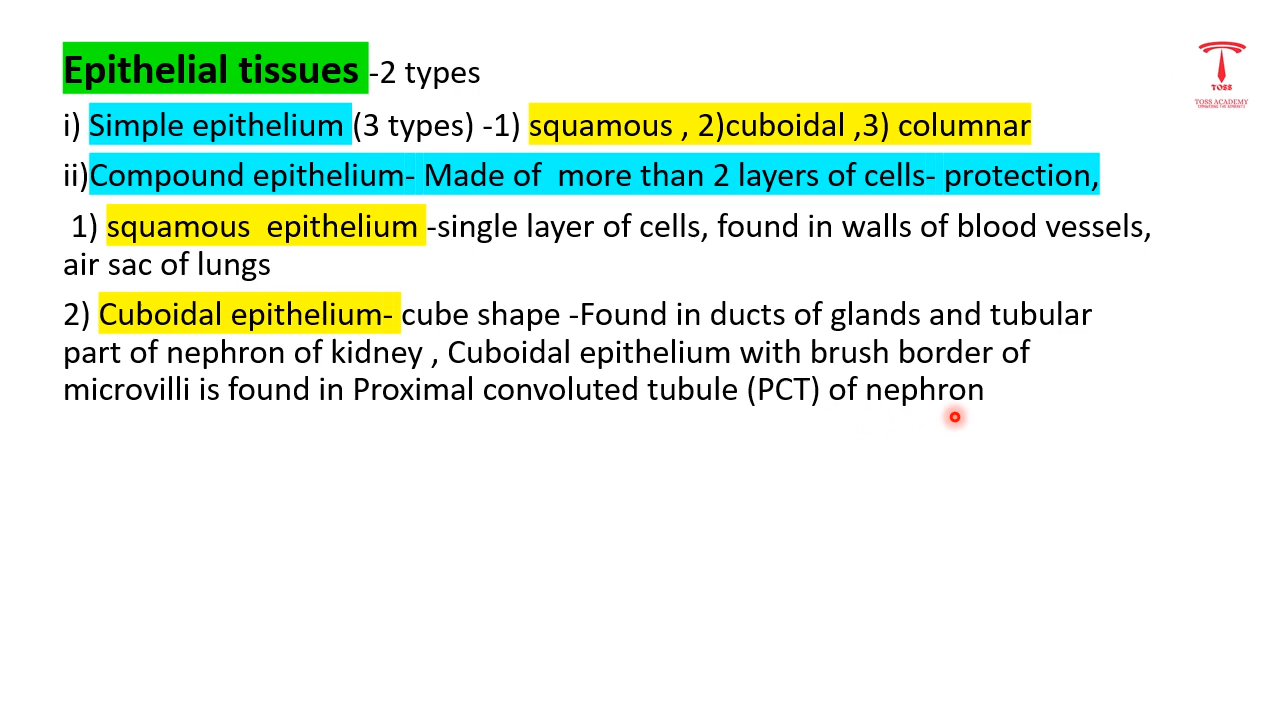 Epithelial tissues -2 types
i) Simple epithelium (3 types) -1) squamous , 2)cuboidal ,3) columnar
ii)Compound epithelium- Made of  more than 2 layers of cells- protection,
1) squamous  epithelium -single layer of cells, found in walls of blood vessels,
air sac of lungs
2) Cuboidal epithelium- cube shape -Found in ducts of glands and tubular
part of nephron of kidney , Cuboidal epithelium with brush border of
microvilli is found in Proximal convoluted tubule (PCT) of nephron
TOSS
TOSS ACADEMY